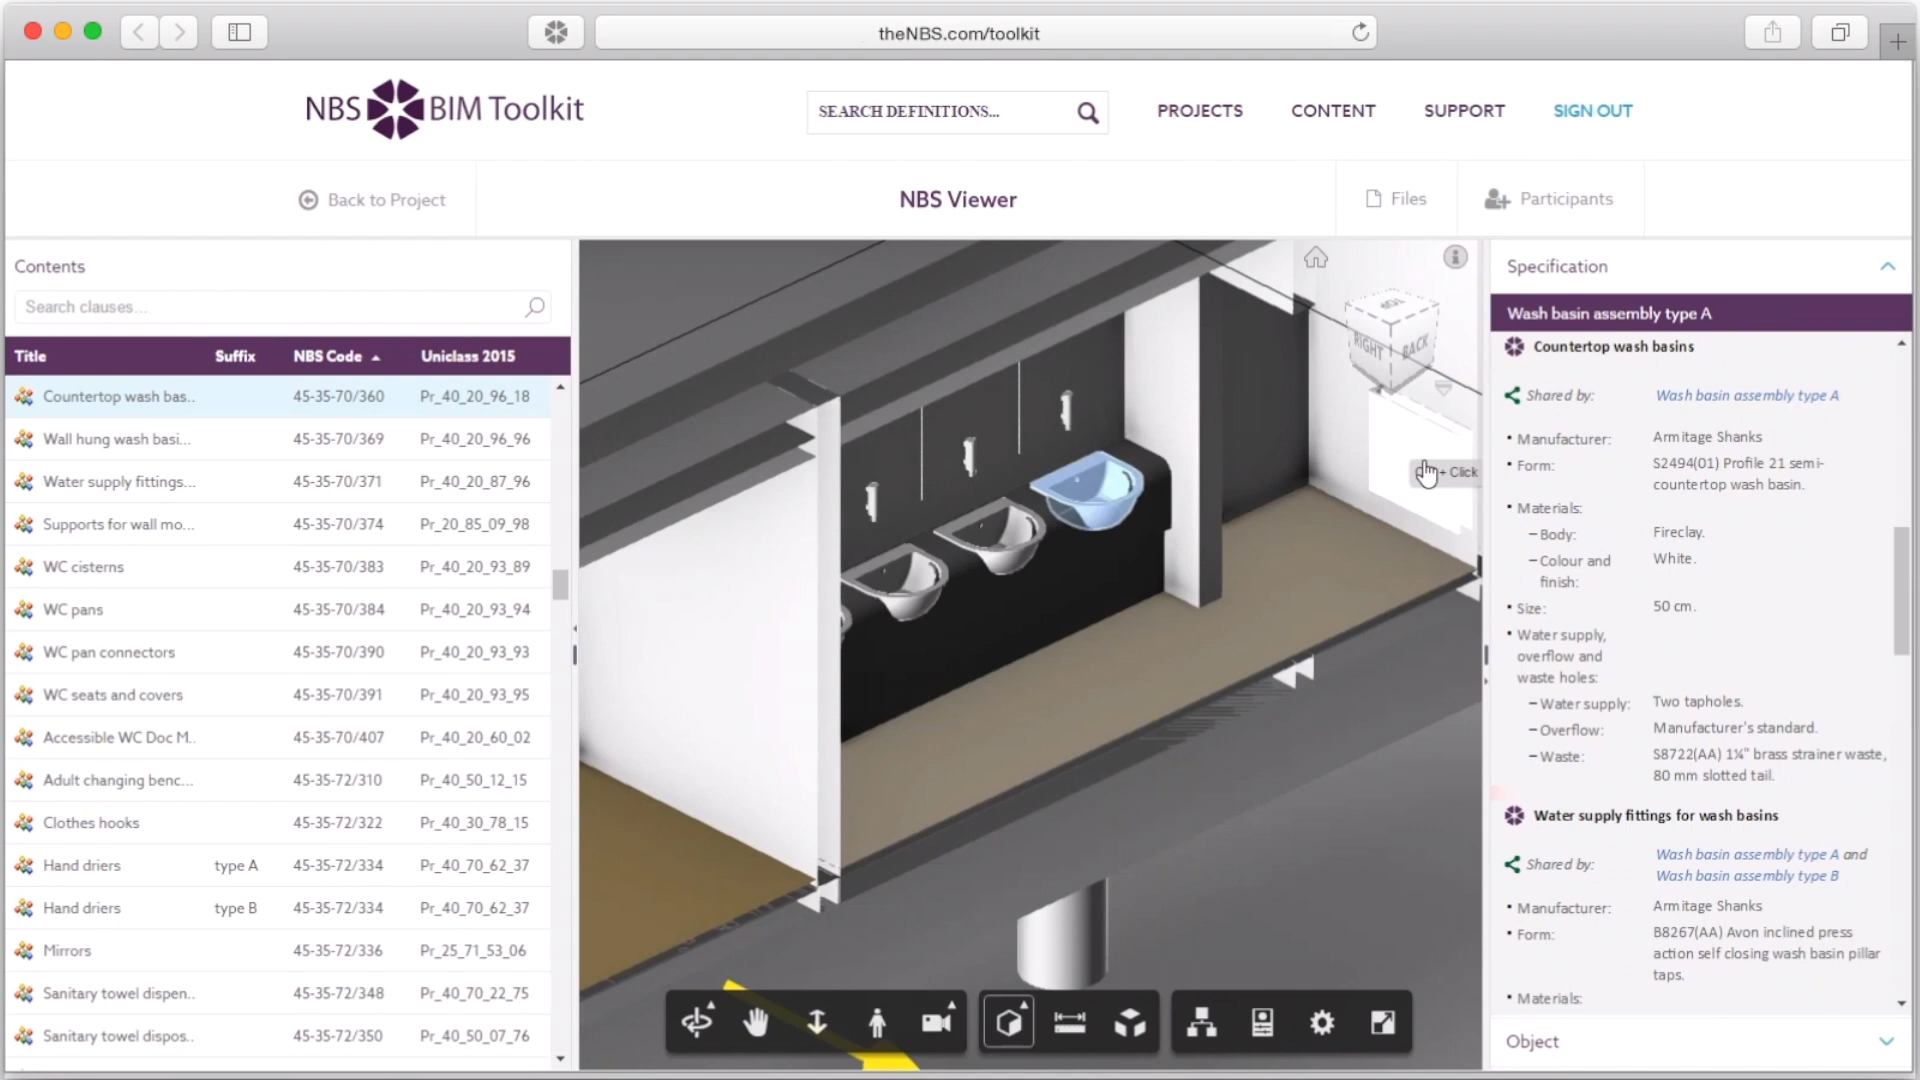 theNBS.com/toolkit
NBS BIM Toolkit
SEARCH DEFINITIONS...
PROJECTS
CONTENT
SUPPORT
SIGN OUT
Back to Project
NBS Viewer
Files
Participants
Contents
Search clauses...
Title Suffix NBS Code Uniclass 2015
Countertop wash bas.. 45-35-70/360 Pr_40_20_96_18
Wall hung wash basi... 45-35-70/369 Pr_40_20_96_96
Water supply fittings... 45-35-70/371 Pr_40_20_87_96
Supports for wall mo... 45-35-70/374 Pr_20_85_09_98
WC cisterns 45-35-70/383 Pr_40_20_93_89
WC pans 45-35-70/384 Pr_40_20_93_94
WC pan connectors 45-35-70/390 Pr_40_20_93_93
WC seats and covers 45-35-70/391 Pr_40_20_93_95
Accessible WC Doc M.. 45-35-70/407 Pr_40_20_60_02
Adult changing benc... 45-35-72/310 Pr_40_50_12_15
Clothes hooks 45-35-72/322 Pr_40_30_78_15
Hand driers type A 45-35-72/334 Pr_40_70_62_37
Hand driers type B 45-35-72/334 Pr_40_70_62_37
Mirrors 45-35-72/336 Pr_25_71_53_06
Sanitary towel dispen.. 45-35-72/348 Pr_40_70_22_75
Sanitary towel dispos.. 45-35-72/350 Pr_40_50_07_76
TOP
RIGHT
BACK
+ Click
Specification
Wash basin assembly type A
Countertop wash basins
Shared by: Wash basin assembly type A
• Manufacturer: Armitage Shanks
• Form: S2494(01) Profile 21 semi-
countertop wash basin.
• Materials:
– Body: Fireclay.
– Colour and White.
finish:
• Size: 50 cm.
• Water supply,
overflow and
waste holes:
– Water supply: Two tapholes.
– Overflow: Manufacturer's standard.
– Waste: S8722(AA) 1¼" brass strainer waste,
80 mm slotted tail.
Water supply fittings for wash basins
Shared by: Wash basin assembly type A and
Wash basin assembly type B
• Manufacturer: Armitage Shanks
• Form: B8267(AA) Avon inclined press
action self closing wash basin pillar
taps.
• Materials:
Object